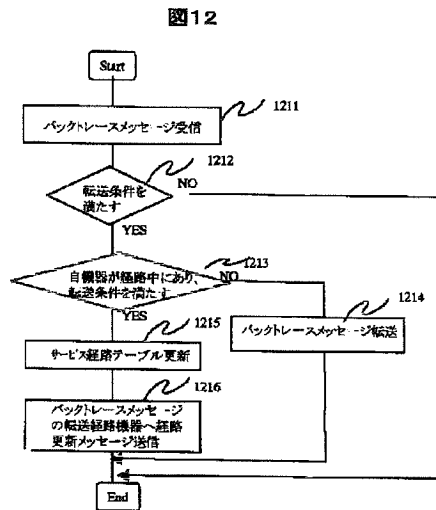 図12
Start
バックトレースメッセージ受信
1211
1212
転送条件を
満たす
NO
YES
1213
自機器が経路中にあり、
転送条件を満たす
NO
YES
1214
バックトレースメッセージ転送
1215
サービス経路テーブル更新
1216
バックトレースメッセージ
の転送経路機器へ経路
更新メッセージ送信
End